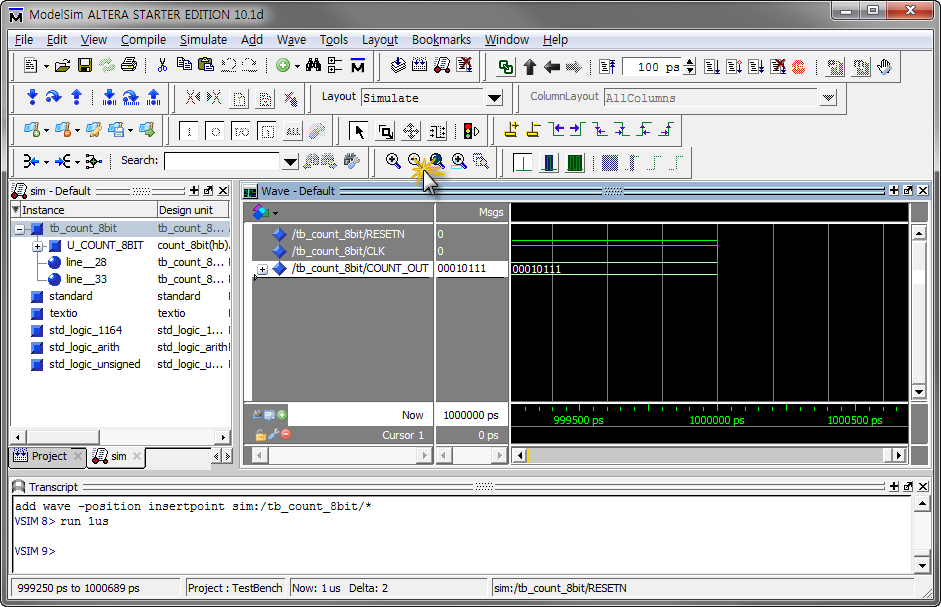 ModelSim ALTERA STARTER EDITION 10.1d
File Edit View Compile Simulate Add Wave Tools Layout Bookmarks Window Help
100 ps
Layout Simulate
ColumnLayout AllColumns
I O I/O I ALL
Search:
sim - Default
Instance Design unit
tb_count_8bit tb_count_8...
U_COUNT_8BIT count_8bit(hb)
line__28 tb_count_8...
line__33 tb_count_8...
standard standard
textio textio
std_logic_1164 std_logic_1...
std_logic_arith std_logic_arith
std_logic_unsigned std_logic_u...
Project
sim
Wave - Default
Msgs
/tb_count_8bit/RESETN 0
/tb_count_8bit/CLK 0
/tb_count_8bit/COUNT_OUT 00010111 00010111
Now 1000000 ps
999500 ps 1000000 ps 1000500 ps
Cursor 1 0 ps
Transcript
add wave -position insertpoint sim:/tb_count_8bit/*
VSIM 8> run 1us
VSIM 9>
999250 ps to 1000689 ps Project : TestBench Now: 1 us Delta: 2 sim:/tb_count_8bit/RESETN